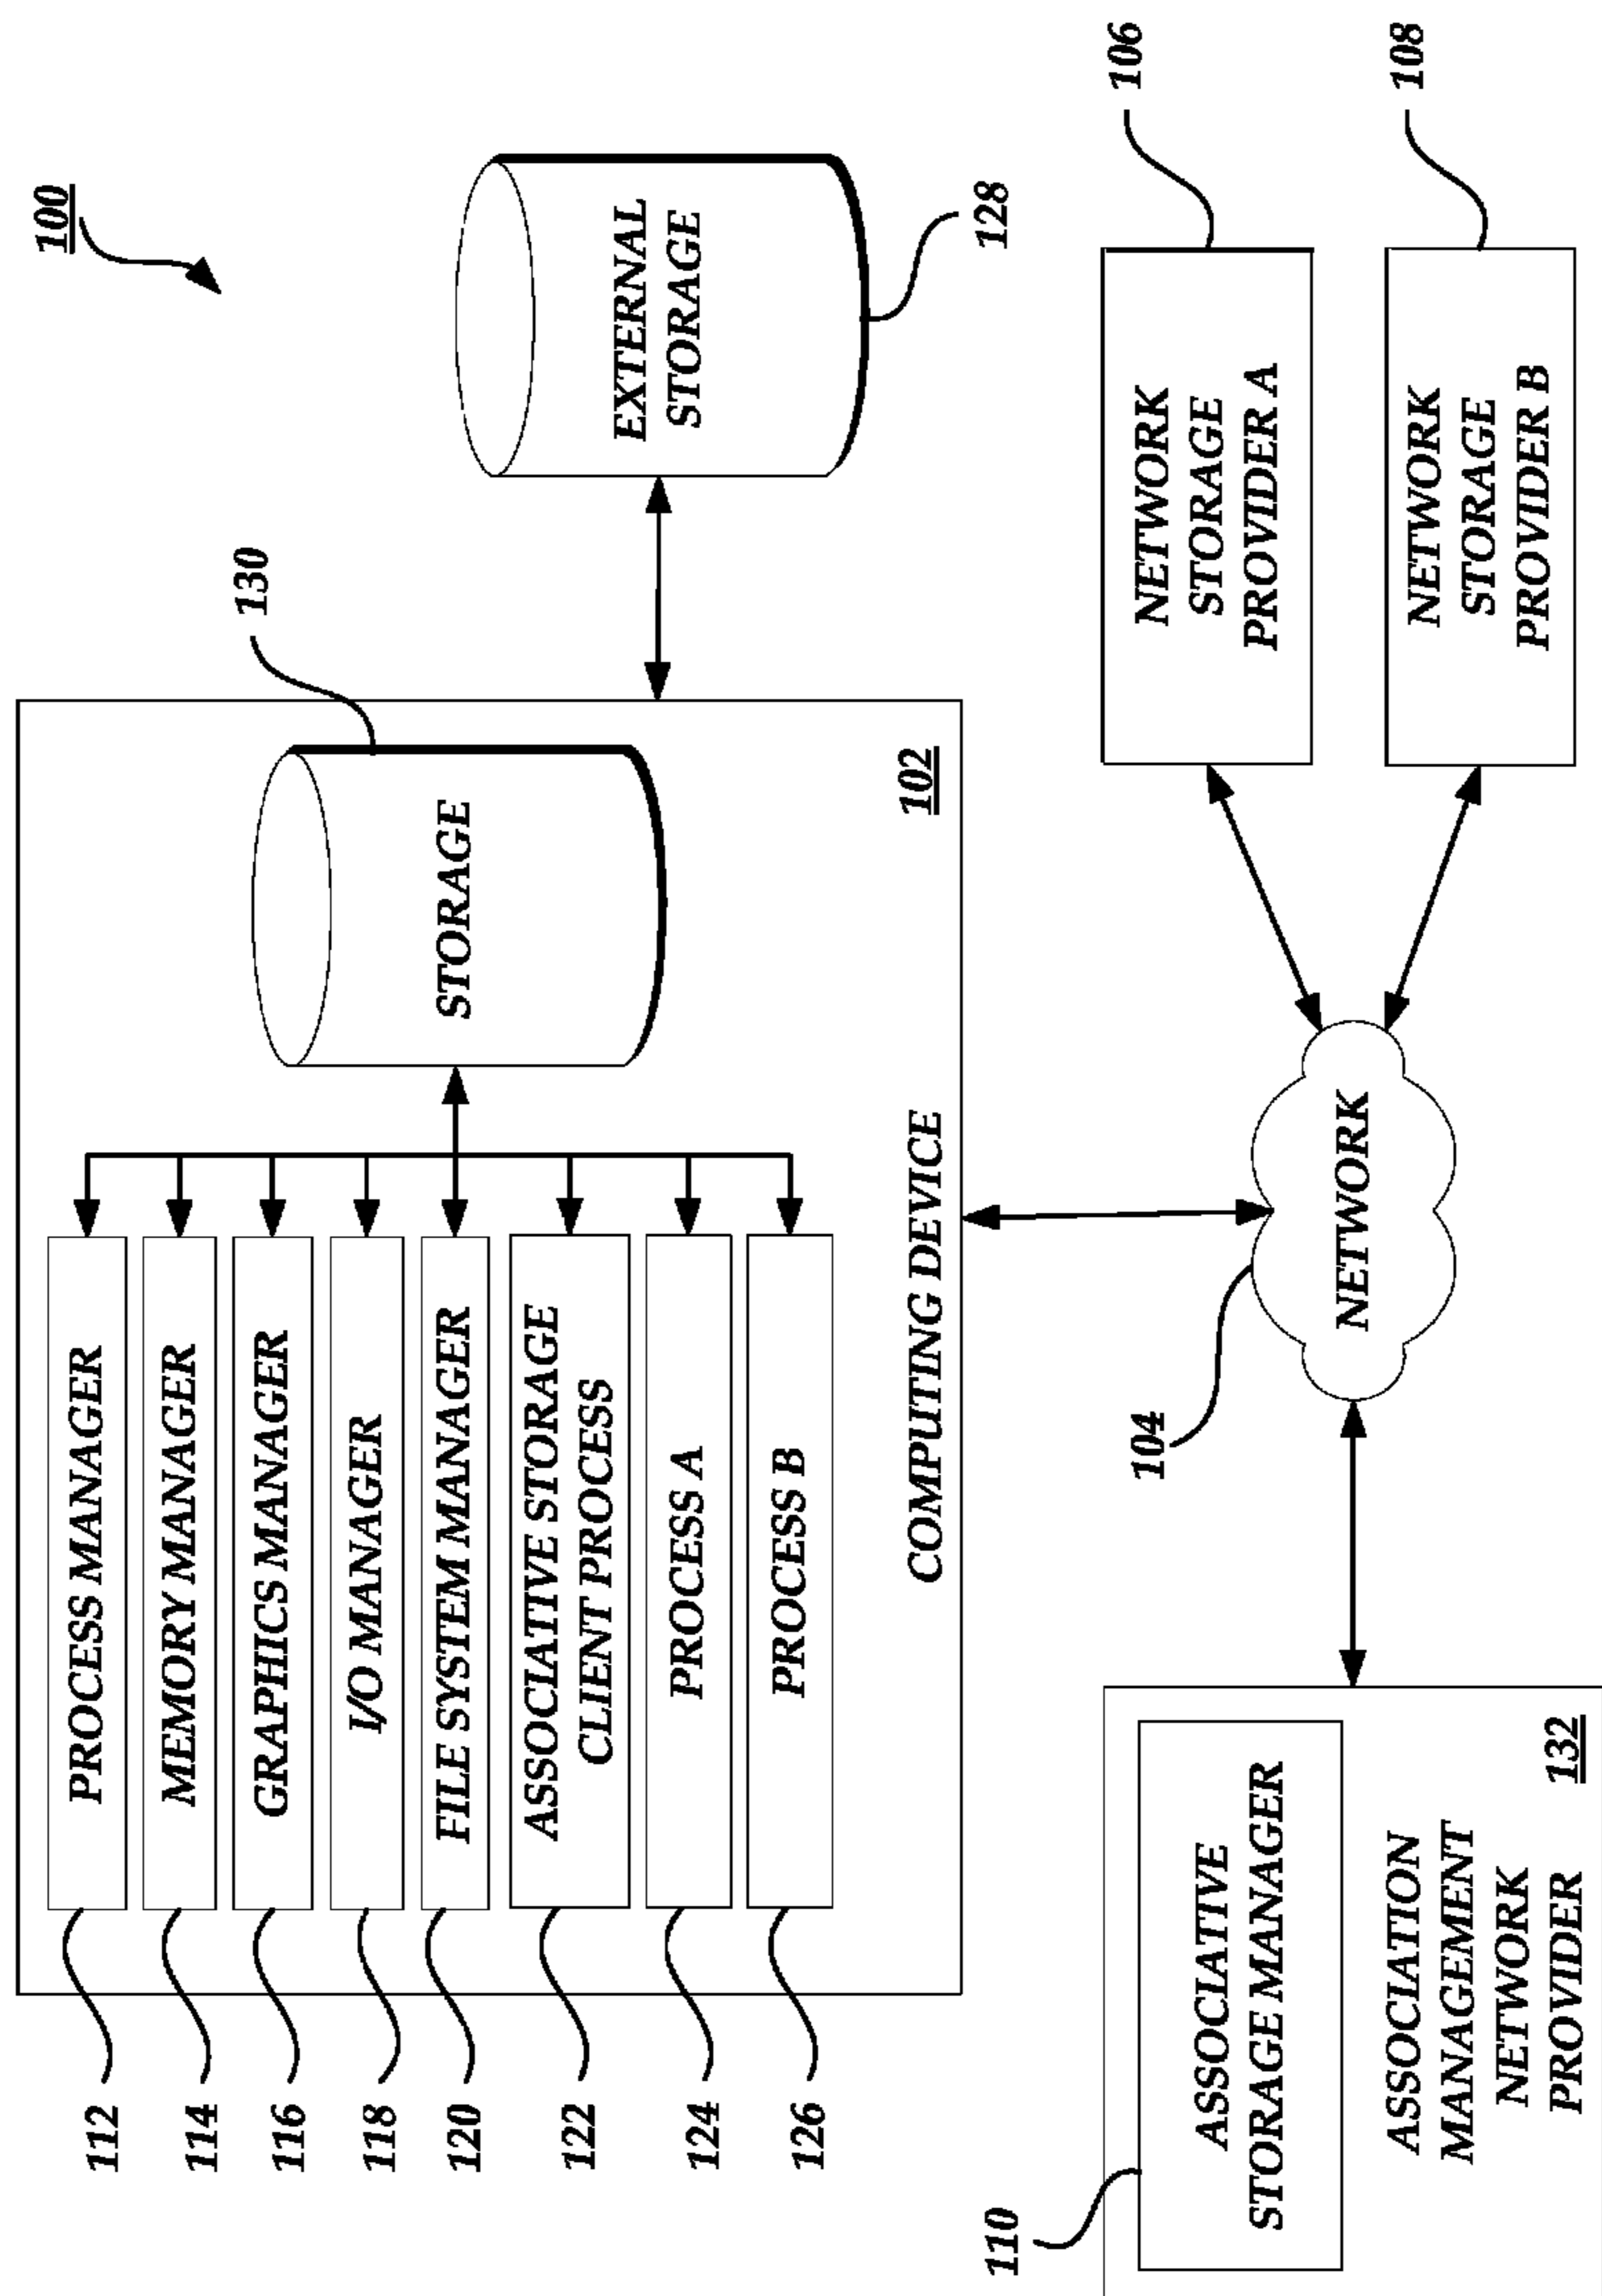 100
112
PROCESS MANAGER
114
MEMORY MANAGER
116
GRAPHICS MANAGER
118
I/O MANAGER
120
FILE SYSTEM MANAGER
122
ASSOCIATIVE STORAGE
CLIENT PROCESS
124
PROCESS A
126
PROCESS B
130
STORAGE
COMPUTING DEVICE
102
EXTERNAL
STORAGE
128
110
ASSOCIATIVE
STORAGE MANAGER
ASSOCIATION
MANAGEMENT
NETWORK
PROVIDER
132
104
NETWORK
106
NETWORK
STORAGE
PROVIDER A
108
NETWORK
STORAGE
PROVIDER B